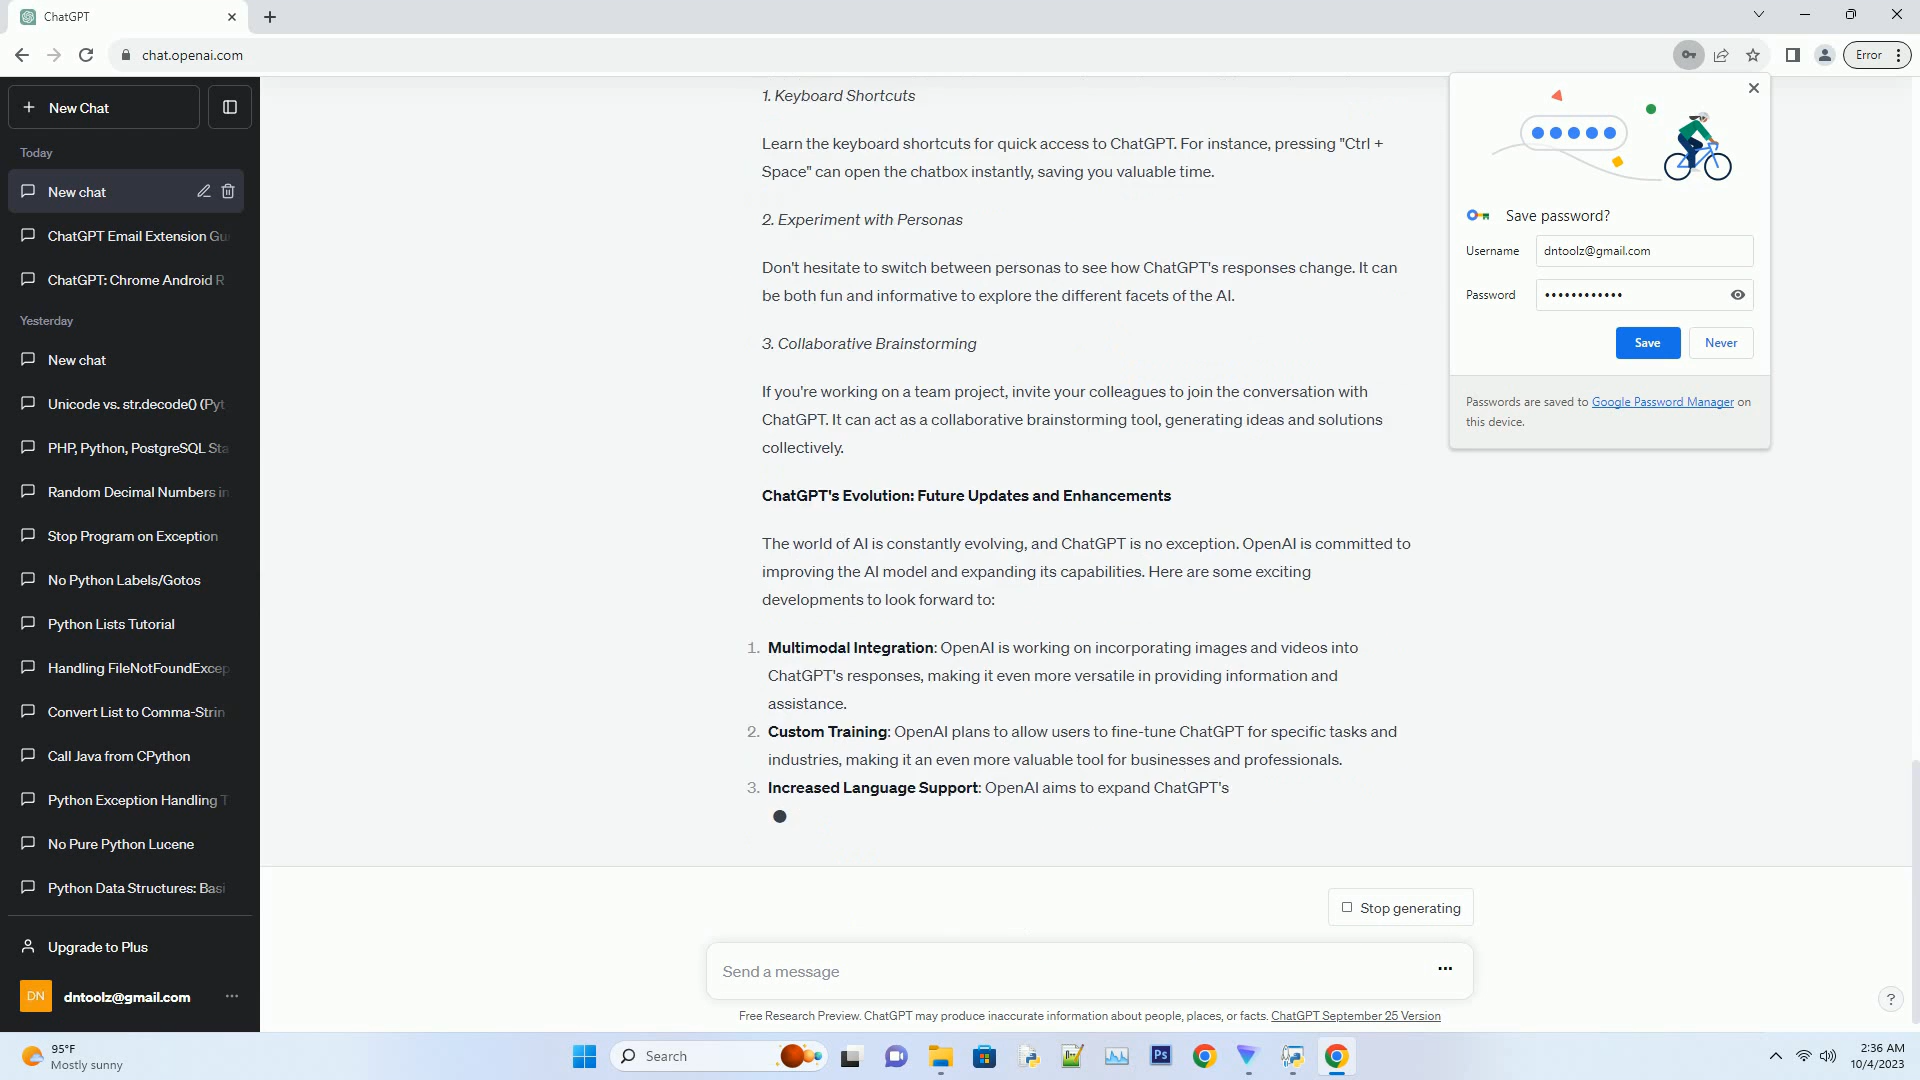 ChatGPT
chat.openai.com
Error
New Chat
Today
New chat
ChatGPT Email Extension Gu
ChatGPT: Chrome Android R
Yesterday
New chat
Unicode vs. str.decode() (Pyt
PHP, Python, PostgreSQL Sta
Random Decimal Numbers in
Stop Program on Exception
No Python Labels/Gotos
Python Lists Tutorial
Handling FileNotFoundExcep
Convert List to Comma-Strin
Call Java from CPython
Python Exception Handling T
No Pure Python Lucene
Python Data Structures: Basi
Upgrade to Plus
DN
dntoolz@gmail.com
1. Keyboard Shortcuts
Learn the keyboard shortcuts for quick access to ChatGPT. For instance, pressing "Ctrl +
Space" can open the chatbox instantly, saving you valuable time.
2. Experiment with Personas
Don't hesitate to switch between personas to see how ChatGPT's responses change. It can
be both fun and informative to explore the different facets of the AI.
3. Collaborative Brainstorming
If you're working on a team project, invite your colleagues to join the conversation with
ChatGPT. It can act as a collaborative brainstorming tool, generating ideas and solutions
collectively.
ChatGPT's Evolution: Future Updates and Enhancements
The world of AI is constantly evolving, and ChatGPT is no exception. OpenAI is committed to
improving the AI model and expanding its capabilities. Here are some exciting
developments to look forward to:
1. Multimodal Integration: OpenAI is working on incorporating images and videos into
ChatGPT's responses, making it even more versatile in providing information and
assistance.
2. Custom Training: OpenAI plans to allow users to fine-tune ChatGPT for specific tasks and
industries, making it an even more valuable tool for businesses and professionals.
3. Increased Language Support: OpenAI aims to expand ChatGPT's
Stop generating
Send a message
Free Research Preview. ChatGPT may produce inaccurate information about people, places, or facts. ChatGPT September 25 Version
?
Save password?
Username dntoolz@gmail.com
Password ••••••••••••
Save Never
Passwords are saved to Google Password Manager on
this device.
95°F
Mostly sunny
Search
Ps
2:36 AM
10/4/2023